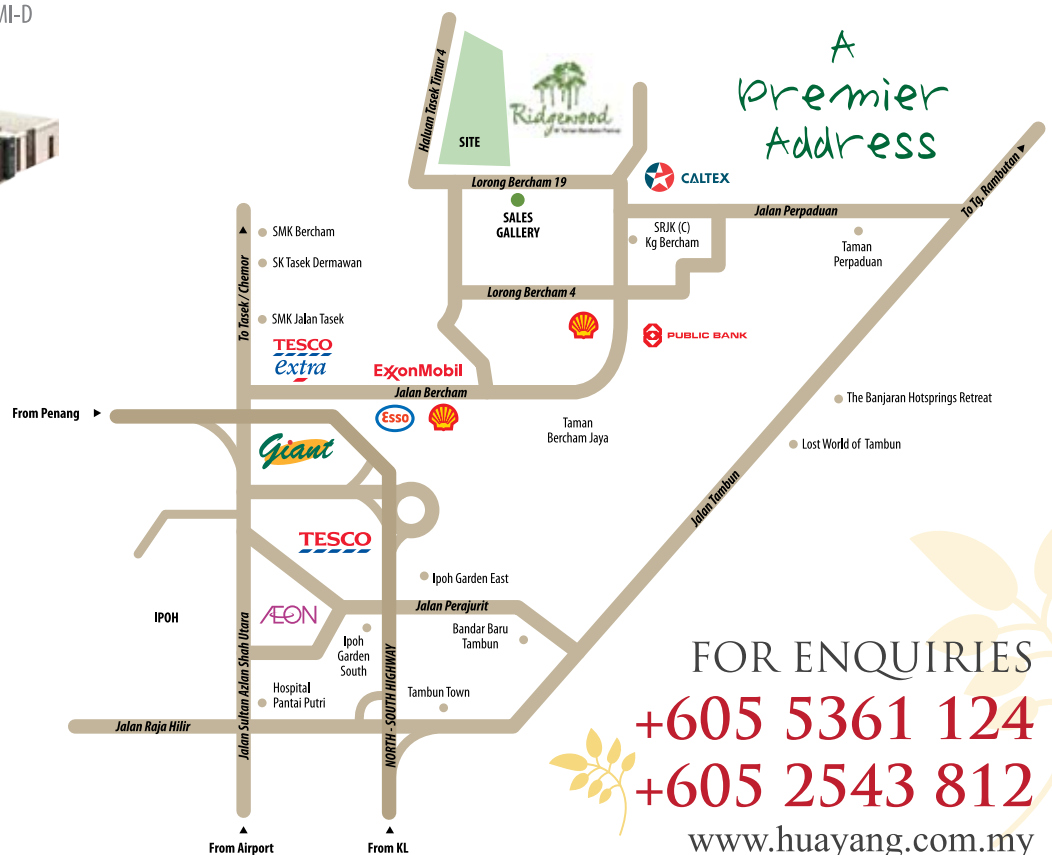 MI-D
A
Premier
Address
Haluan Tasek Timur 4
SITE
Ridgewood
Lorong Bercham 19
CALTEX
SALES
GALLERY
To Tg. Rambutan
Jalan Perpaduan
SRJK (C)
Kg Bercham
Taman
Perpaduan
SMK Bercham
SK Tasek Dermawan
To Tasek / Chemor
Lorong Bercham 4
SMK Jalan Tasek
TESCO
extra
PUBLIC BANK
ExxonMobil
Jalan Bercham
Esso
The Banjaran Hotsprings Retreat
From Penang
Taman
Bercham Jaya
Lost World of Tambun
Giant
Jalan Tambun
TESCO
Ipoh Garden East
IPOH
AEON
Jalan Perajurit
Ipoh
Garden
South
Bandar Baru
Tambun
Jalan Sultan Azlan Shah Utara
NORTH - SOUTH HIGHWAY
Hospital
Pantai Putri
Tambun Town
Jalan Raja Hilir
From Airport
From KL
FOR ENQUIRIES
+605 5361 124
+605 2543 812
www.huayang.com.my